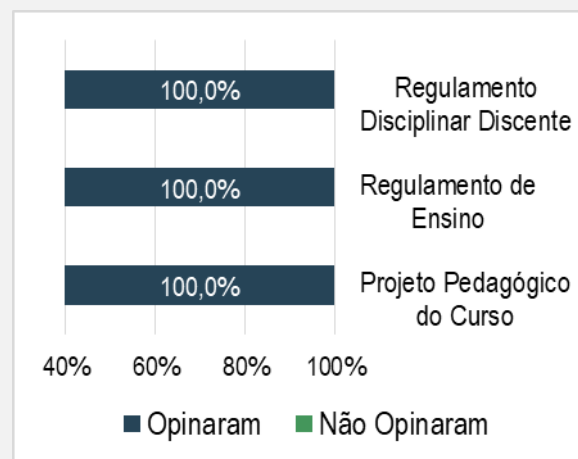 100,0%
Regulamento
Disciplinar Discente
100,0%
Regulamento de
Ensino
100,0%
Projeto Pedagógico
do Curso
40% 60% 80% 100%
Opinaram Não Opinaram